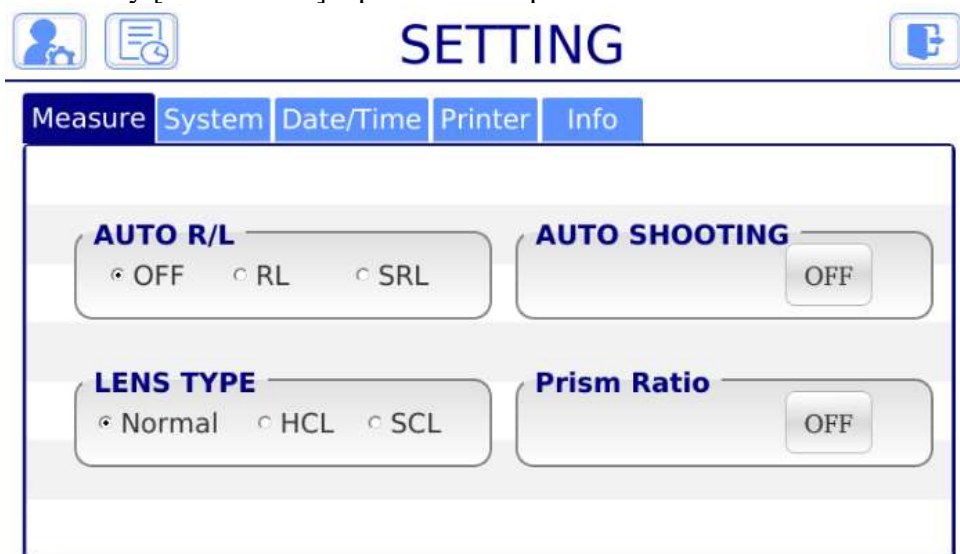 SETTING
Measure System Date/Time Printer Info
AUTO R/L AUTO SHOOTING
OFF RL SRL OFF
LENS TYPE Prism Ratio
Normal HCL SCL OFF